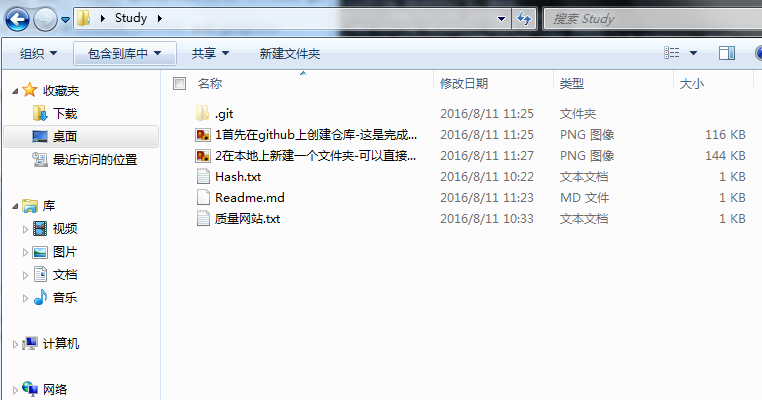 Study
搜索 Study
组织 包含到库中 共享 新建文件夹
名称 修改日期 类型 大小
收藏夹
下载
桌面
最近访问的位置
库
视频
图片
文档
音乐
计算机
网络
.git 2016/8/11 11:25 文件夹
1首先在github上创建仓库-这是完成... 2016/8/11 11:25 PNG 图像 116 KB
2在本地上新建一个文件夹-可以直接... 2016/8/11 11:27 PNG 图像 144 KB
Hash.txt 2016/8/11 10:22 文本文档 1 KB
Readme.md 2016/8/11 11:23 MD 文件 1 KB
质量网站.txt 2016/8/11 10:33 文本文档 1 KB